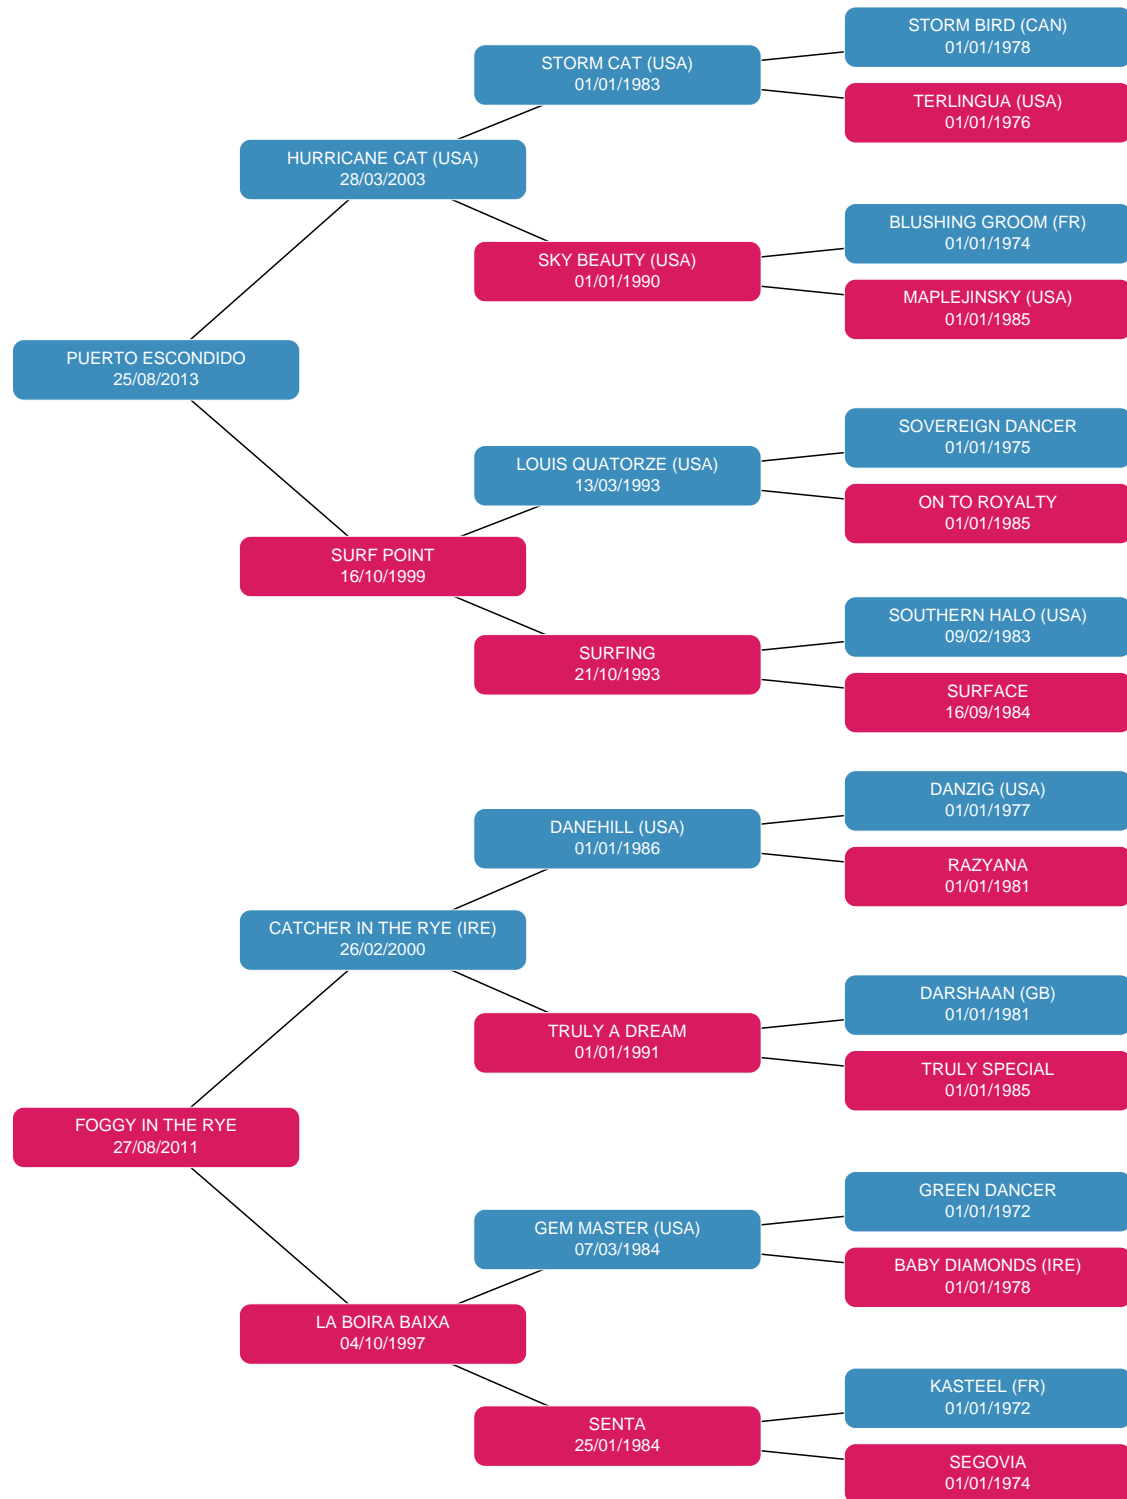 STORM BIRD (CAN)
01/01/1978
STORM CAT (USA)
01/01/1983
TERLINGUA (USA)
01/01/1976
HURRICANE CAT (USA)
28/03/2003
BLUSHING GROOM (FR)
01/01/1974
SKY BEAUTY (USA)
01/01/1990
MAPLEJINSKY (USA)
01/01/1985
PUERTO ESCONDIDO
25/08/2013
SOVEREIGN DANCER
01/01/1975
LOUIS QUATORZE (USA)
13/03/1993
ON TO ROYALTY
01/01/1985
SURF POINT
16/10/1999
SOUTHERN HALO (USA)
09/02/1983
SURFING
21/10/1993
SURFACE
16/09/1984
DANZIG (USA)
01/01/1977
DANEHILL (USA)
01/01/1986
RAZYANA
01/01/1981
CATCHER IN THE RYE (IRE)
26/02/2000
DARSHAAN (GB)
01/01/1981
TRULY A DREAM
01/01/1991
TRULY SPECIAL
01/01/1985
FOGGY IN THE RYE
27/08/2011
GREEN DANCER
01/01/1972
GEM MASTER (USA)
07/03/1984
BABY DIAMONDS (IRE)
01/01/1978
LA BOIRA BAIXA
04/10/1997
KASTEEL (FR)
01/01/1972
SENTA
25/01/1984
SEGOVIA
01/01/1974